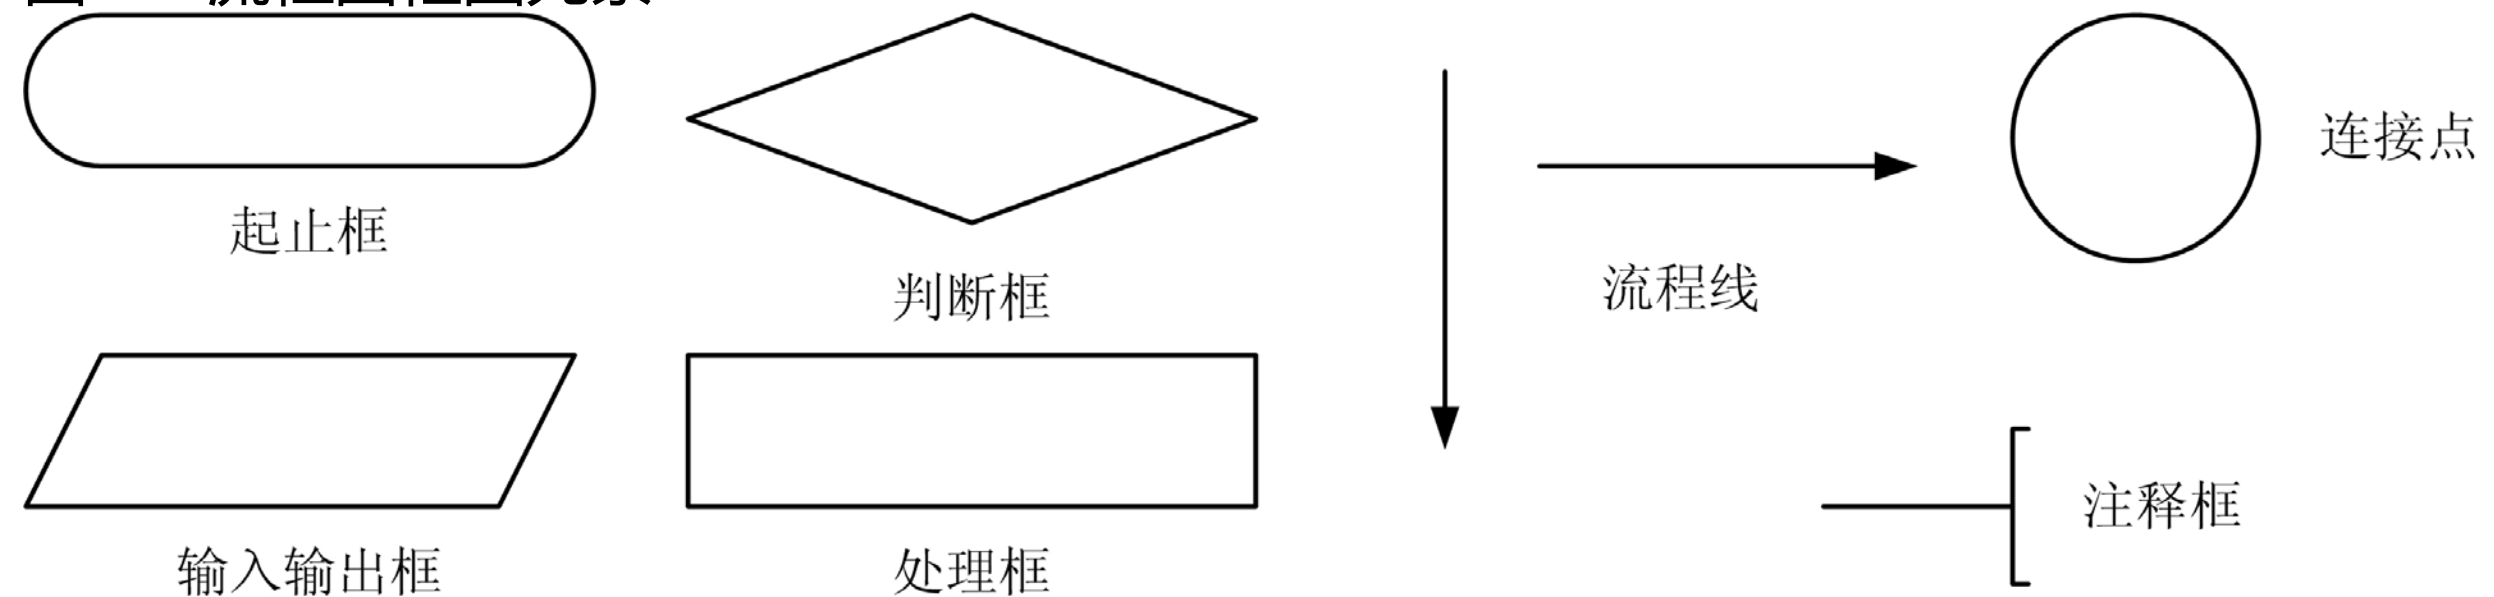 起止框
判断框
流程线
连接点
输入输出框
处理框
注释框